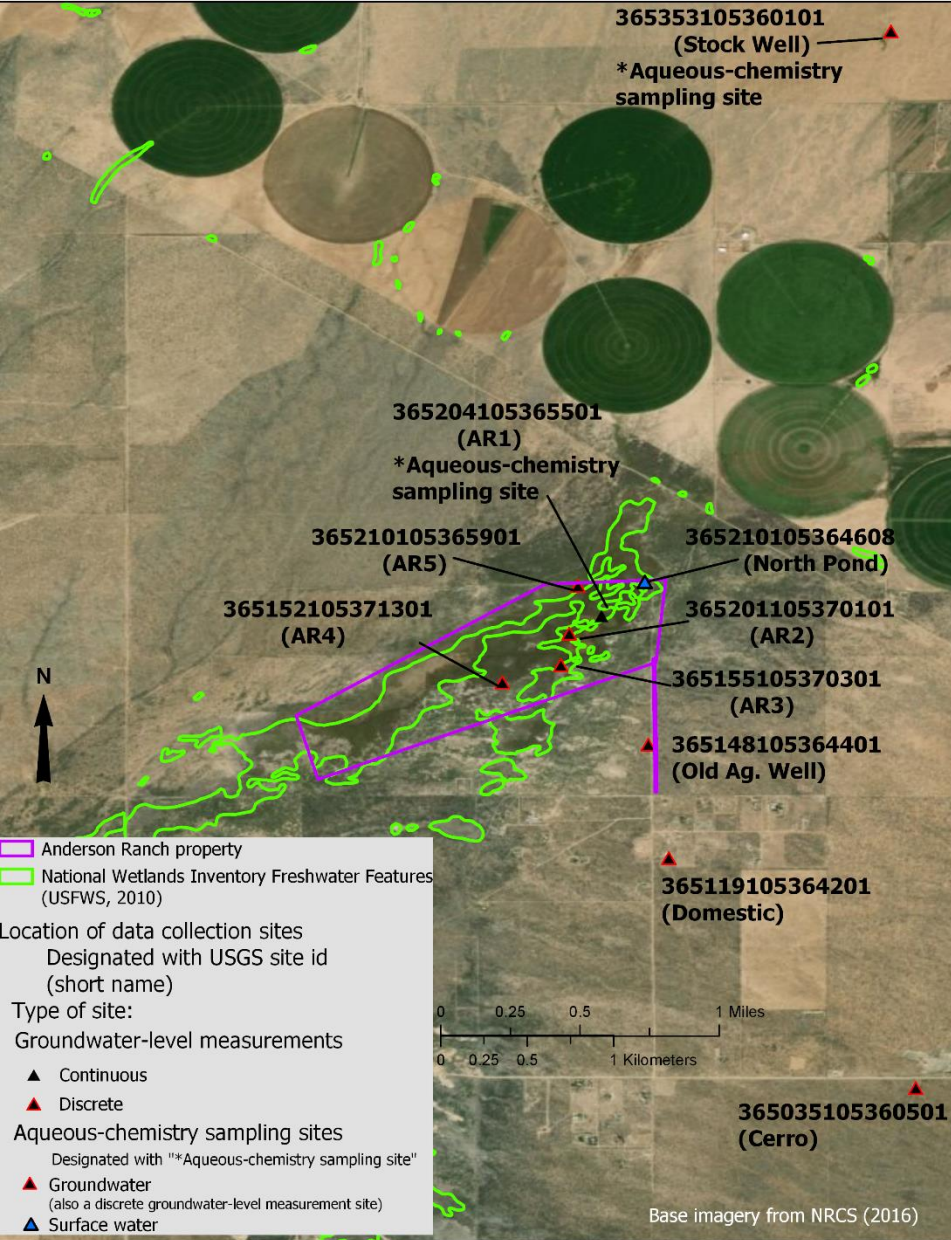 365353105360101
(Stock Well)
*Aqueous-chemistry
sampling site
365204105365501
(AR1)
*Aqueous-chemistry
sampling site
365210105365901
(AR5)
365210105364608
(North Pond)
365152105371301
(AR4)
365201105370101
(AR2)
365155105370301
(AR3)
N
365148105364401
(Old Ag. Well)
365119105364201
(Domestic)
Anderson Ranch property
National Wetlands Inventory Freshwater Features
(USFWS, 2010)
Location of data collection sites
Designated with USGS site id
(short name)
Type of site:
Groundwater-level measurements
Continuous
Discrete
Aqueous-chemistry sampling sites
Designated with "*Aqueous-chemistry sampling site"
Groundwater
(also a discrete groundwater-level measurement site)
Surface water
0 0.25 0.5 1 Miles
0 0.25 0.5 1 Kilometers
365035105360501
(Cerro)
Base imagery from NRCS (2016)